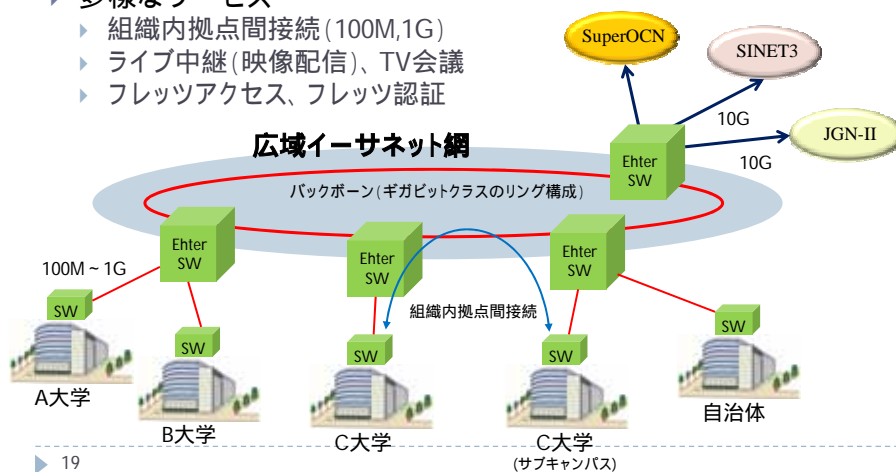 多様なサービス
組織内拠点間接続(100M,1G)
ライブ中継(映像配信)、TV会議
フレッツアクセス、フレッツ認証
SuperOCN
SINET3
JGN-II
10G
10G
広域イーサネット網
バックボーン(ギガビットクラスのリング構成)
Ehter
SW
Ehter
SW
Ehter
SW
Ehter
SW
100M~1G
組織内拠点間接続
SW
SW
SW
SW
SW
A大学
B大学
C大学
C大学
(サブキャンパス)
自治体
19